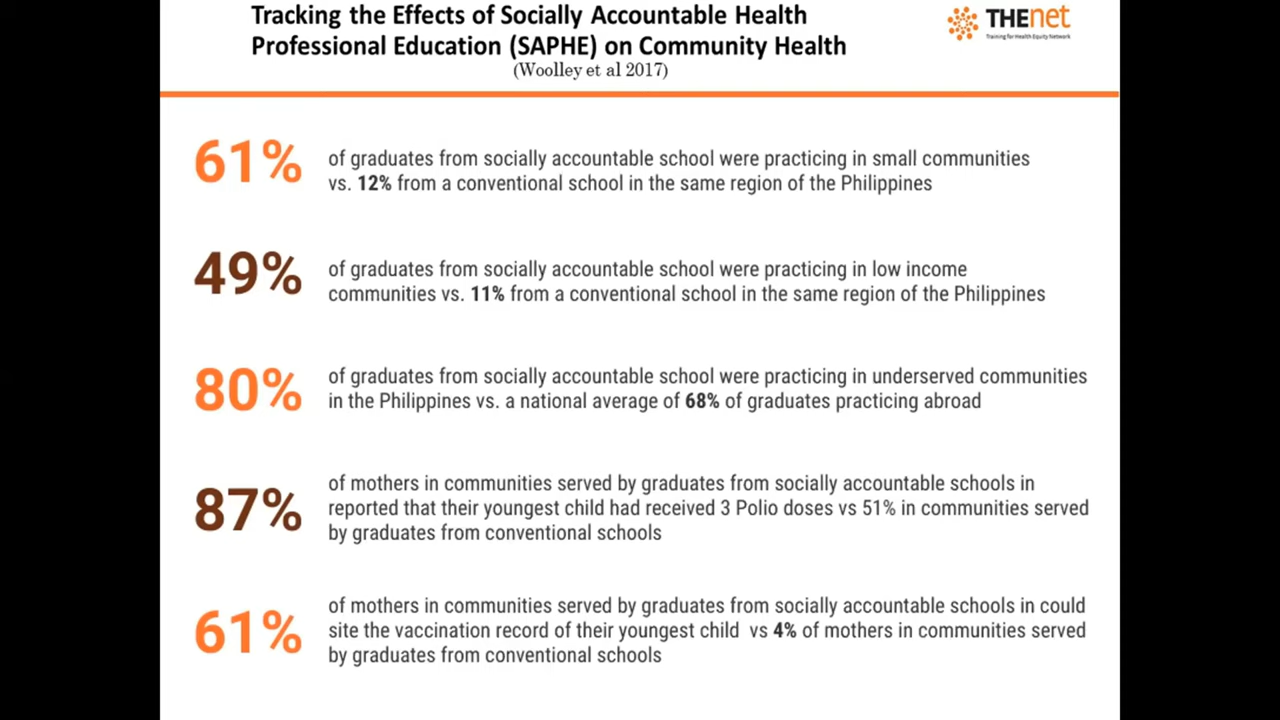 Tracking the Effects of Socially Accountable Health
Professional Education (SAPHE) on Community Health
(Woolley et al 2017)
THEnet
Training for Health Equity Network
61%
of graduates from socially accountable school were practicing in small communities
vs. 12% from a conventional school in the same region of the Philippines
49%
of graduates from socially accountable school were practicing in low income
communities vs. 11% from a conventional school in the same region of the Philippines
80%
of graduates from socially accountable school were practicing in underserved communities
in the Philippines vs. a national average of 68% of graduates practicing abroad
87%
of mothers in communities served by graduates from socially accountable schools in
reported that their youngest child had received 3 Polio doses vs 51% in communities served
by graduates from conventional schools
61%
of mothers in communities served by graduates from socially accountable schools in could
site the vaccination record of their youngest child vs 4% of mothers in communities served
by graduates from conventional schools